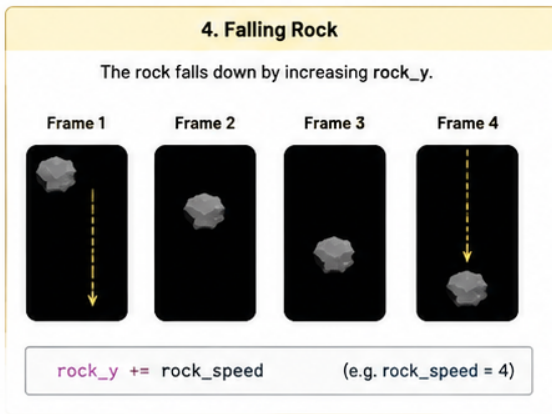 4. Falling Rock
The rock falls down by increasing rock_y.
Frame 1 Frame 2 Frame 3 Frame 4
rock_y += rock_speed (e.g. rock_speed = 4)